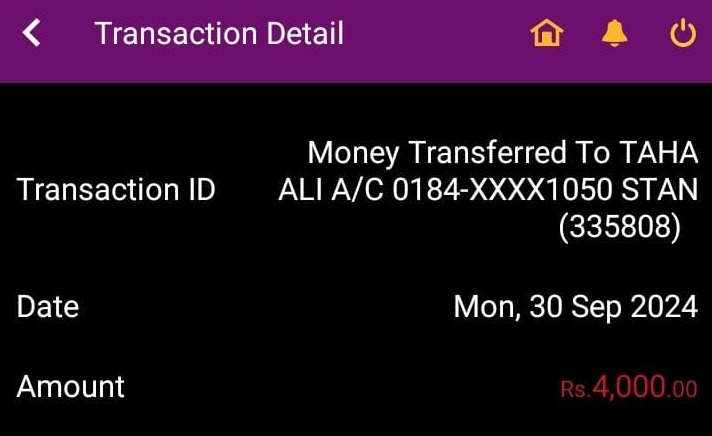 Transaction Detail
Money Transferred To TAHA
Transaction ID ALI A/C 0184-XXXX1050 STAN
(335808)
Date Mon, 30 Sep 2024
Amount Rs.4,000.00